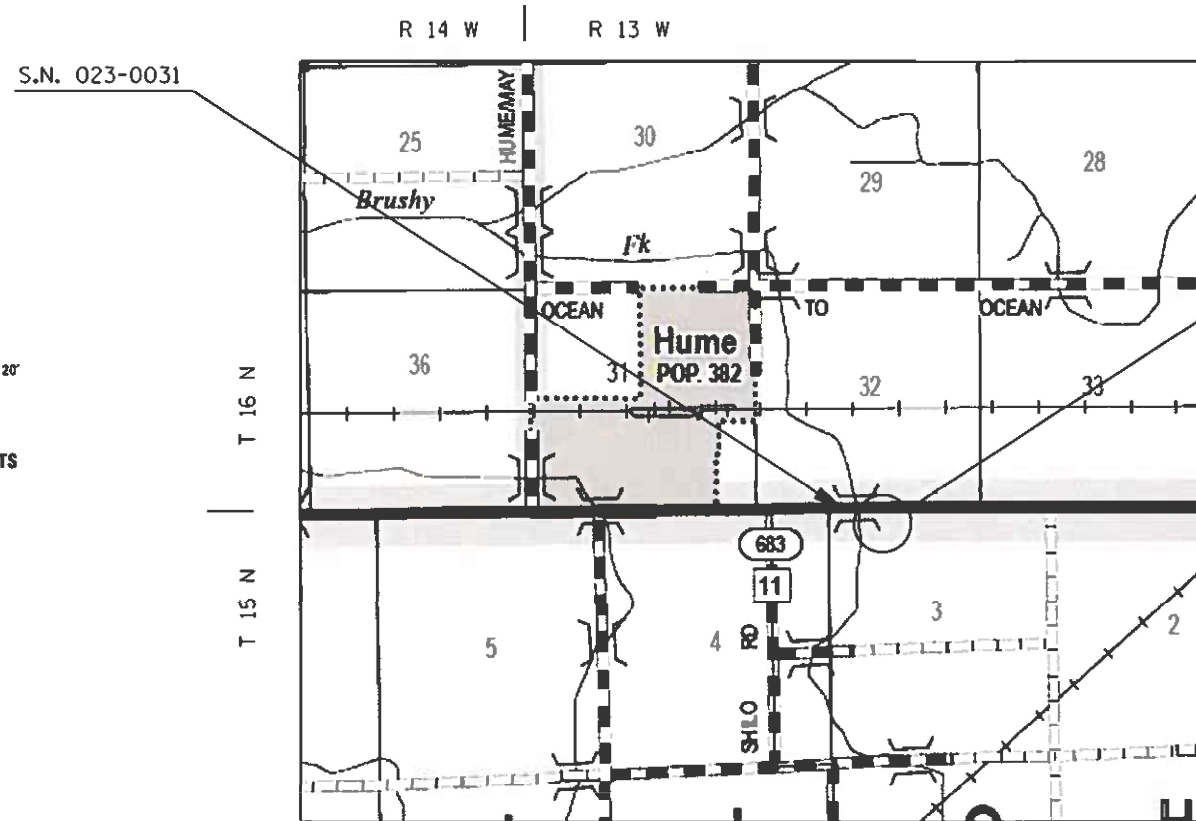 R 14 W
R 13 W
S.N. 023-0031
HUME/MAY
25
30
29
28
Brushy
Fk
OCEAN
TO
OCEAN
Hume
POP. 382
36
31
32
33
20'
T 16 N
TS
T 15 N
683
11
5
4
RD
3
2
SHILO